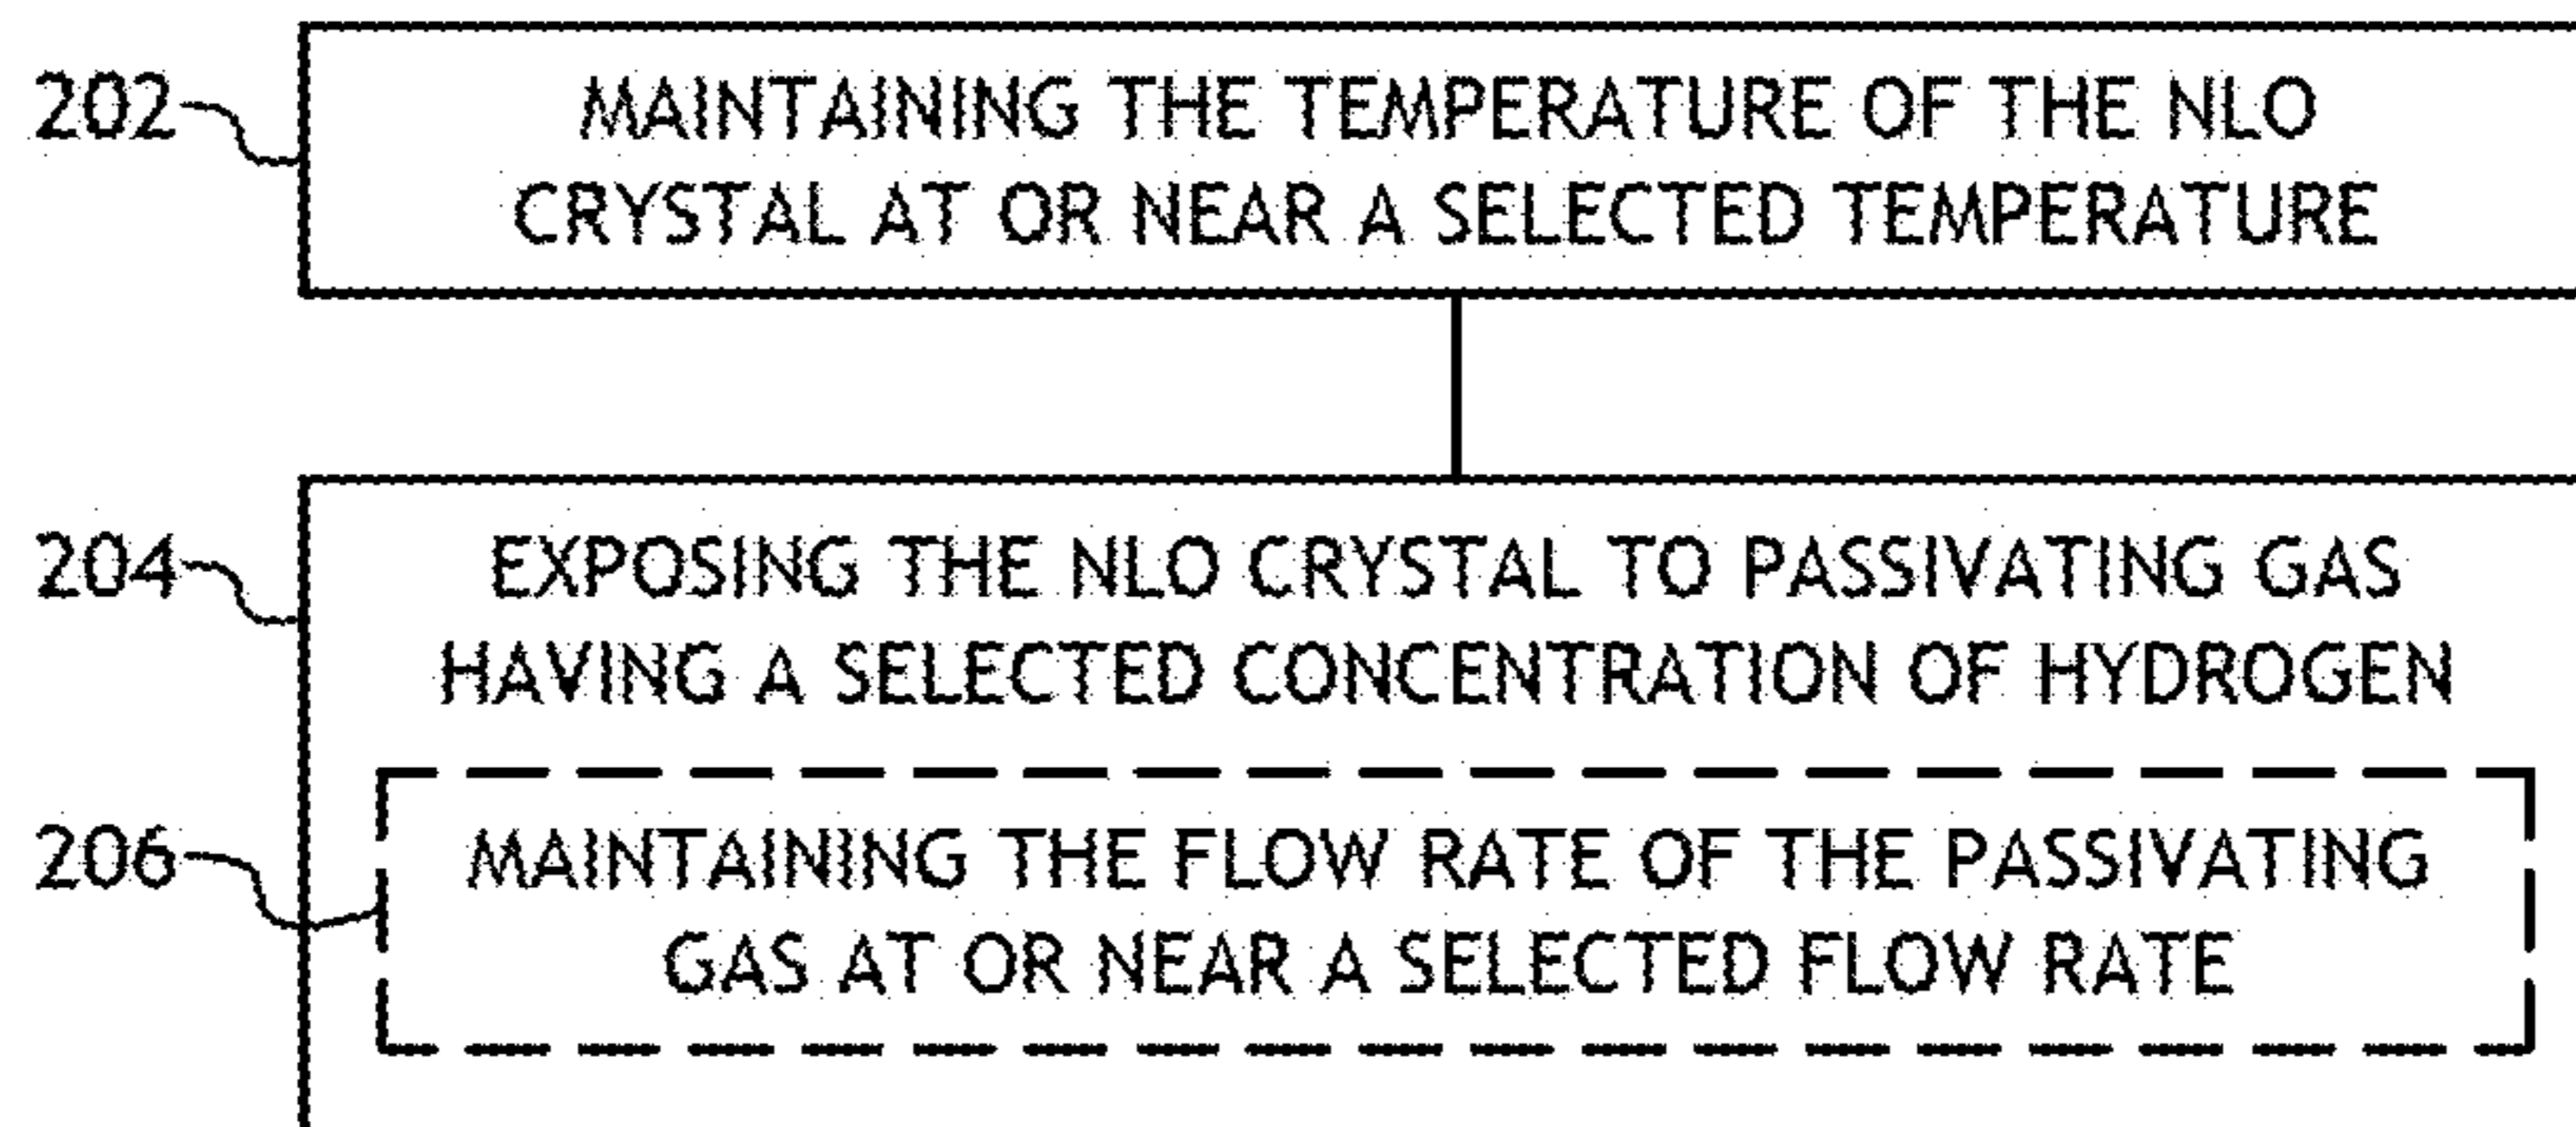 202
MAINTAINING THE TEMPERATURE OF THE NLO
CRYSTAL AT OR NEAR A SELECTED TEMPERATURE
204
EXPOSING THE NLO CRYSTAL TO PASSIVATING GAS
HAVING A SELECTED CONCENTRATION OF HYDROGEN
206
MAINTAINING THE FLOW RATE OF THE PASSIVATING
GAS AT OR NEAR A SELECTED FLOW RATE